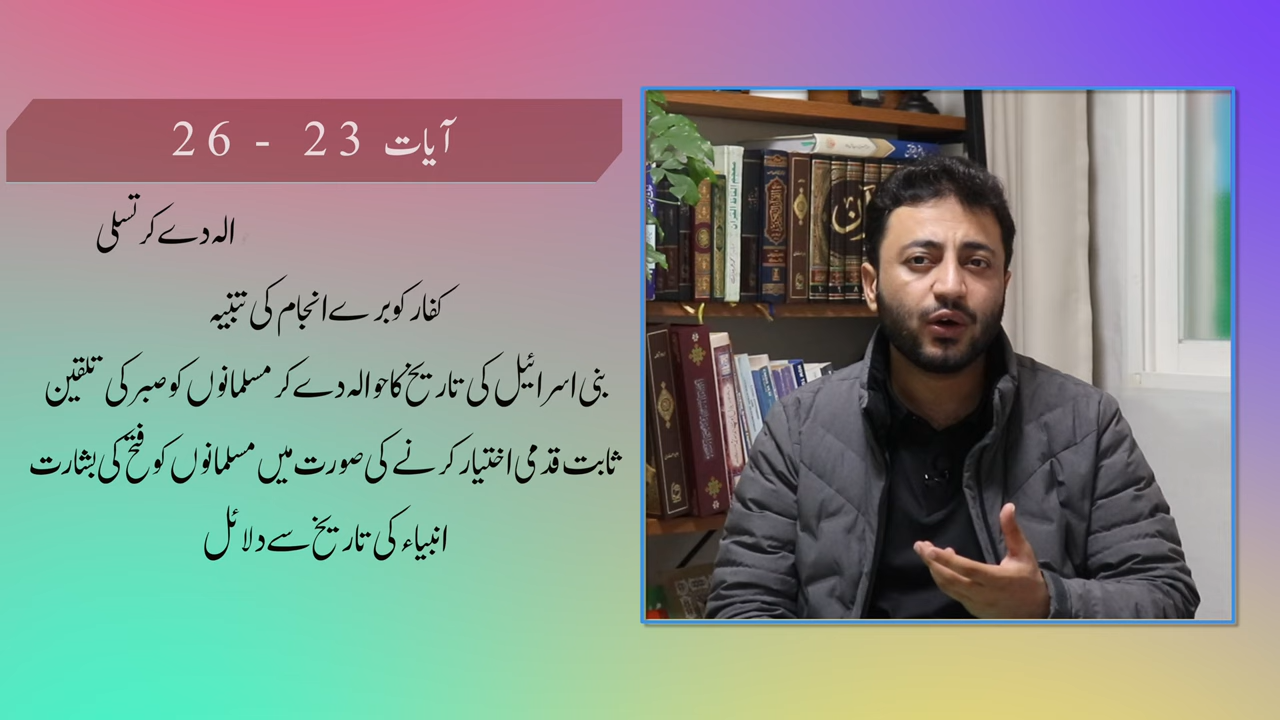 آیات 23 - 26
الہ دے کر تسلی
کفار کو برے انجام کی تنبیہ
بنی اسرائیل کی تاریخ کا حوالہ دے کر مسلمانوں کو صبر کی تلقین
ثابت قدمی اختیار کرنے کی صورت میں مسلمانوں کو فتح کی بشارت
انبیاء کی تاریخ سے دلائل